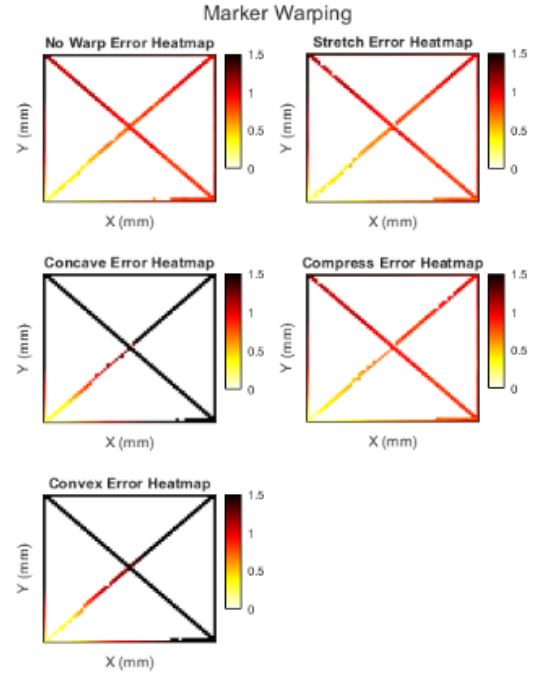 Marker Warping
No Warp Error Heatmap
1.5
1
0.5
0
Y (mm)
X (mm)
Stretch Error Heatmap
1.5
1
0.5
0
Y (mm)
X (mm)
Concave Error Heatmap
1.5
1
0.5
0
Y (mm)
X (mm)
Compress Error Heatmap
1.5
1
0.5
0
Y (mm)
X (mm)
Convex Error Heatmap
1.5
1
0.5
0
Y (mm)
X (mm)